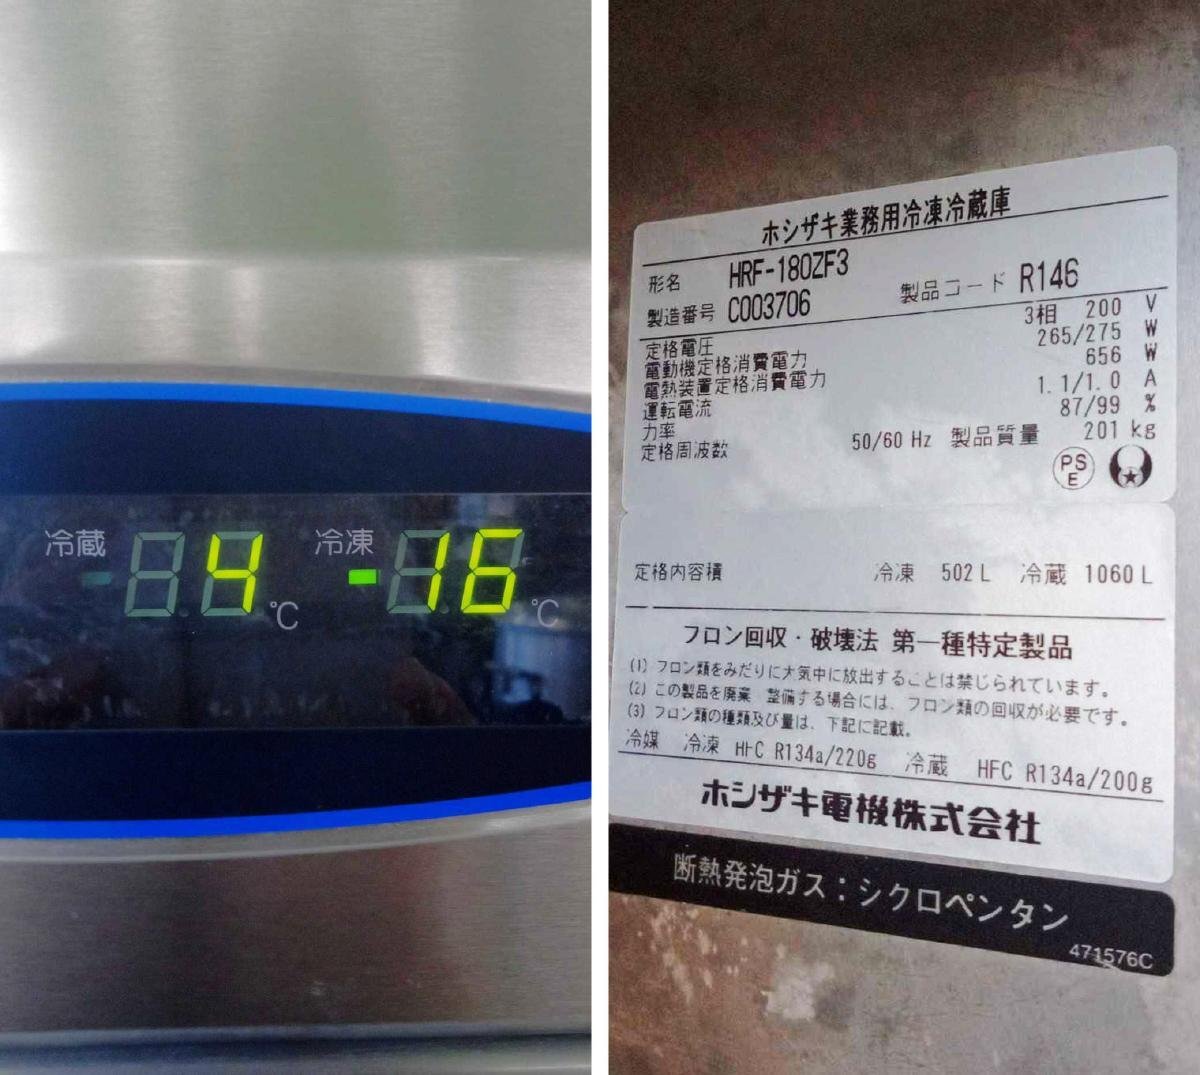 冷蔵 4 ℃ 冷凍 -16 ℃
ホシザキ業務用冷凍冷蔵庫
形名 HRF-180ZF3
製造番号 C003706 製品コード R146
定格電圧 3相 200 V
電動機定格消費電力 265/275 W
電熱装置定格消費電力 656 W
運転電流 1.1/1.0 A
力率 87/99 %
定格周波数 50/60 Hz 製品質量 201 kg
PS
E
定格内容積 冷凍 502 L 冷蔵 1060 L
フロン回収・破壊法 第一種特定製品
(1) フロン類をみだりに大気中に放出することは禁じられています。
(2) この製品を廃棄 整備する場合には、フロン類の回収が必要です。
(3) フロン類の種類及び量は、下記に記載。
冷媒 冷凍 HFC R134a/220g 冷蔵 HFC R134a/200g
ホシザキ電機株式会社
断熱発泡ガス：シクロペンタン
471576C